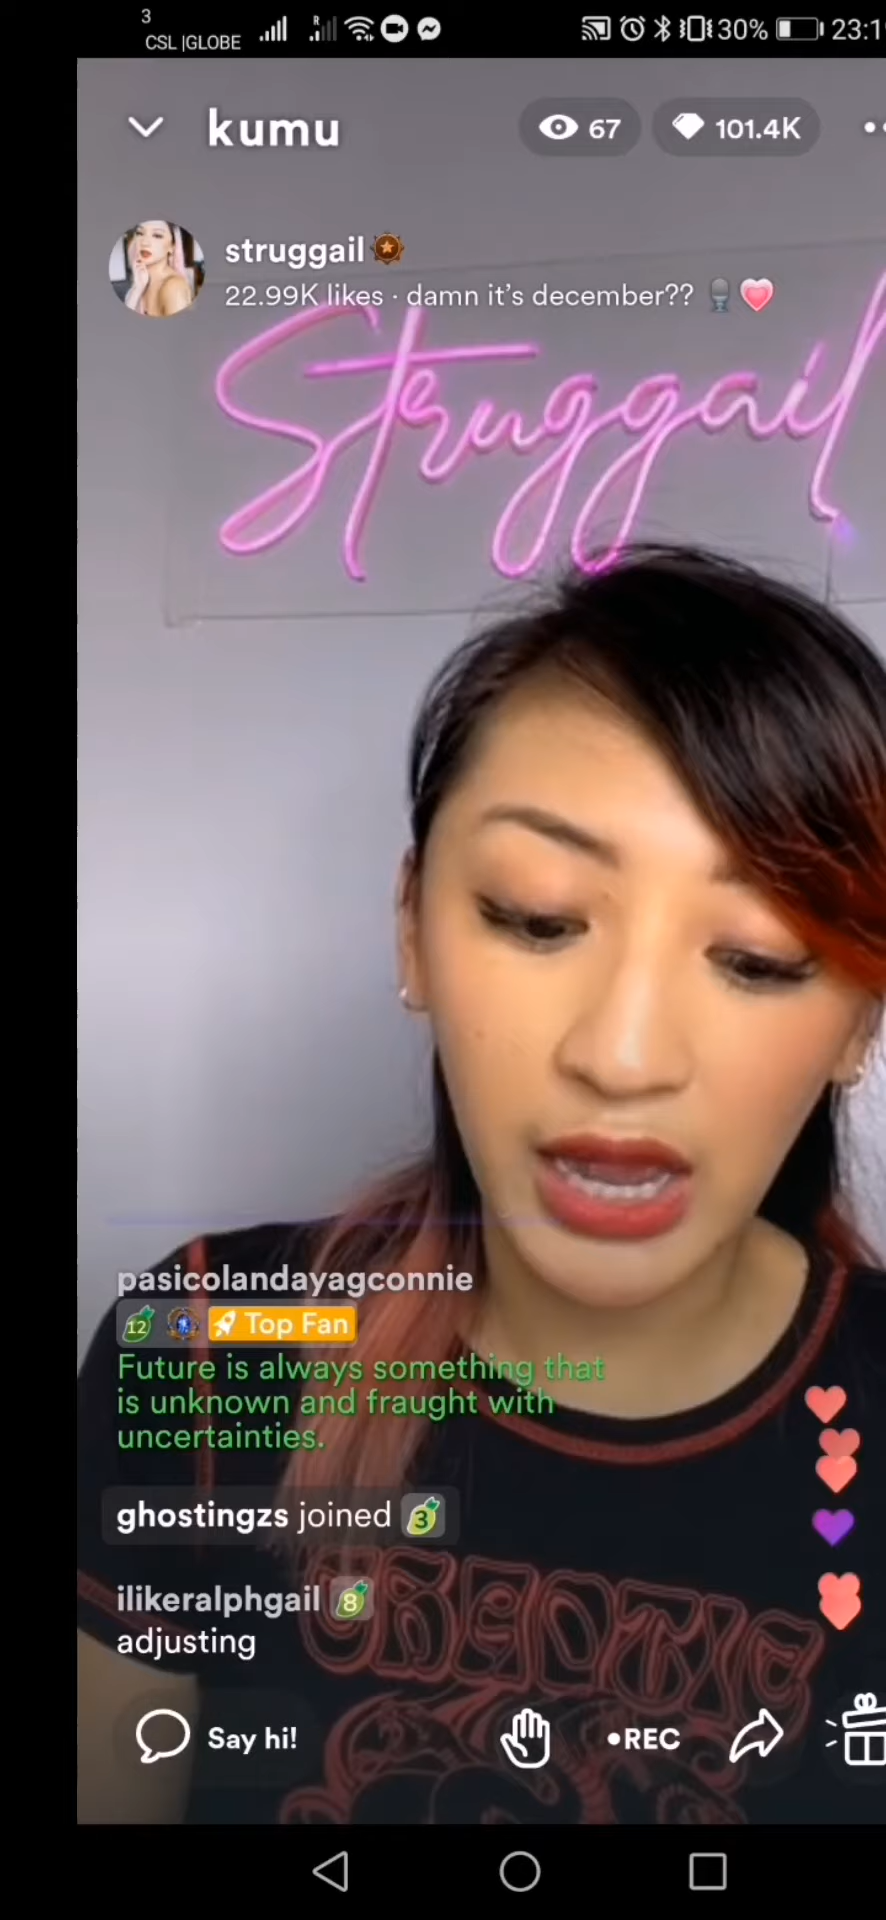 3
CSL |GLOBE
R
30%
23:1
kumu
67
101.4K
struggail
22.99K likes · damn it's december??
Struggail
pasicolandayagconnie
12
Top Fan
Future is always something that
is unknown and fraught with
uncertainties.
ghostingzs joined 3
ilikeralphgail 8
adjusting
CHAOTIC
Say hi!
•REC